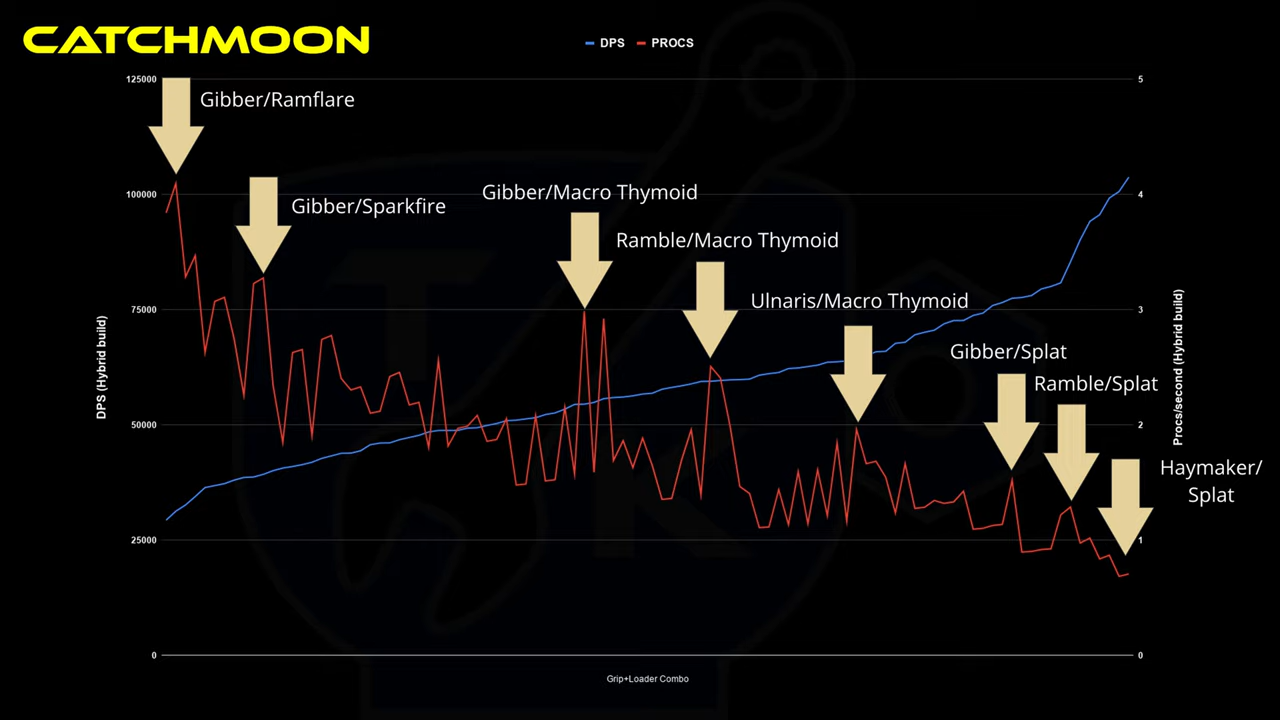 CATCHMOON
DPS PROCS
125000
100000
75000
50000
25000
0
5
4
3
2
1
0
DPS (Hybrid build)
Procs/second (Hybrid build)
Grip+Loader Combo
Gibber/Ramflare
Gibber/Sparkfire
Gibber/Macro Thymoid
Ramble/Macro Thymoid
Ulnaris/Macro Thymoid
Gibber/Splat
Ramble/Splat
Haymaker/
Splat
T
K